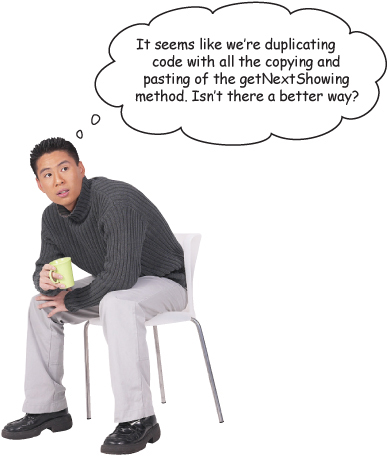 It seems like we're duplicating
code with all the copying and
pasting of the getNextShowing
method. Isn't there a better way?